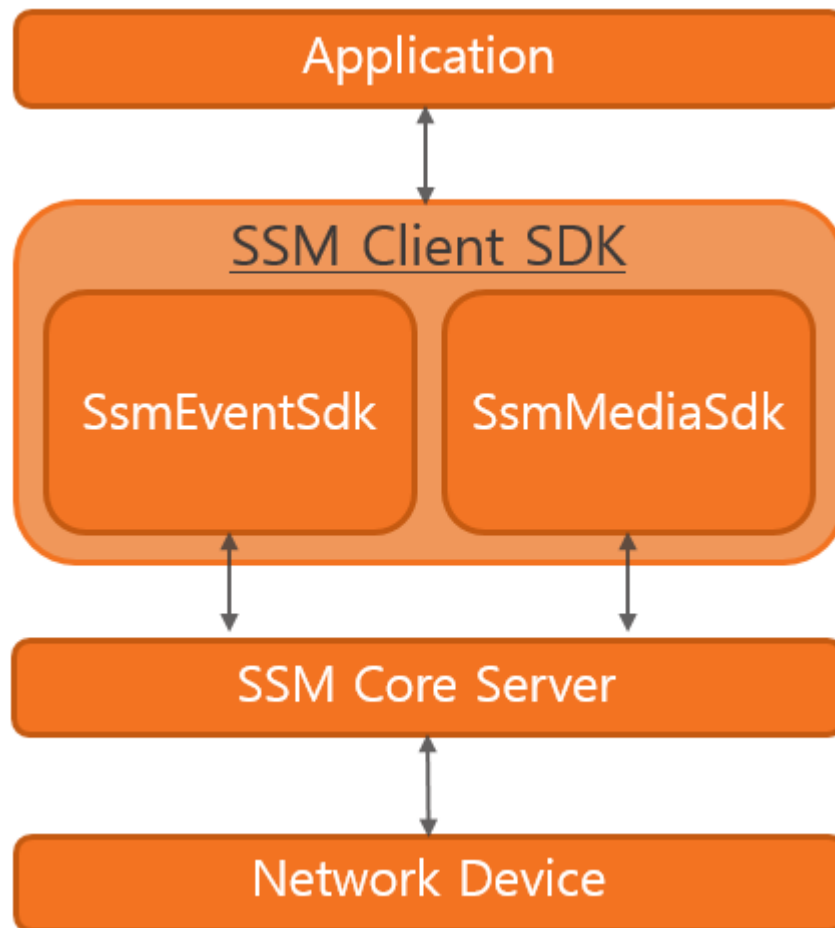 Application
SSM Client SDK
SsmEventSdk
SsmMediaSdk
SSM Core Server
Network Device